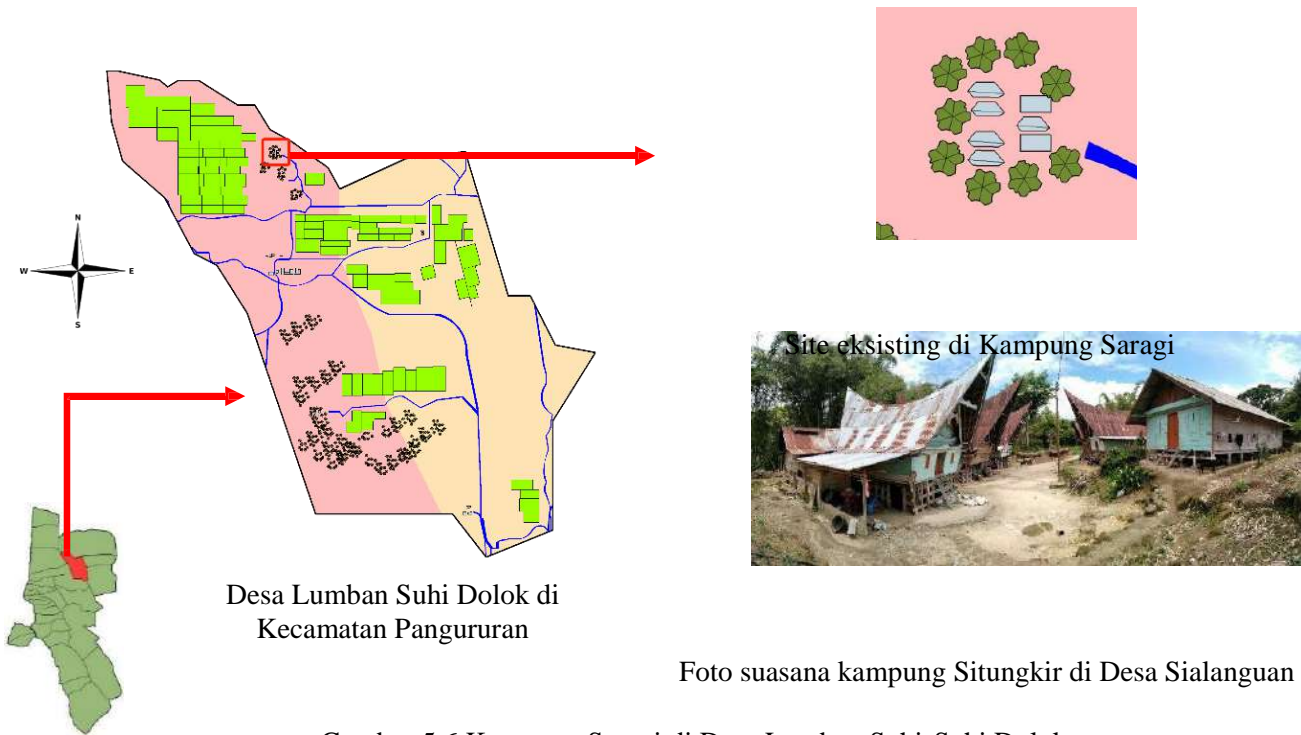 N
W
E
S
Site eksisting di Kampung Saragi
Desa Lumban Suhi Dolok di
Kecamatan Pangururan
Foto suasana kampung Situngkir di Desa Sialanguan